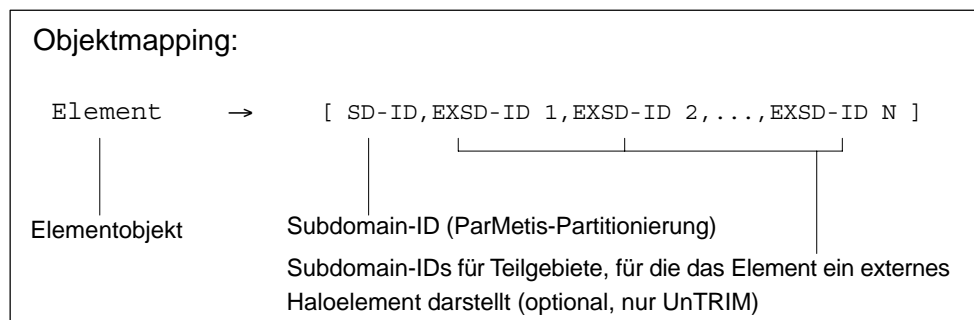 Objektmapping:
Element → [ SD-ID,EXSD-ID 1,EXSD-ID 2,...,EXSD-ID N ]
Elementobjekt
Subdomain-ID (ParMetis-Partitionierung)
Subdomain-IDs für Teilgebiete, für die das Element ein externes
Haloelement darstellt (optional, nur UnTRIM)